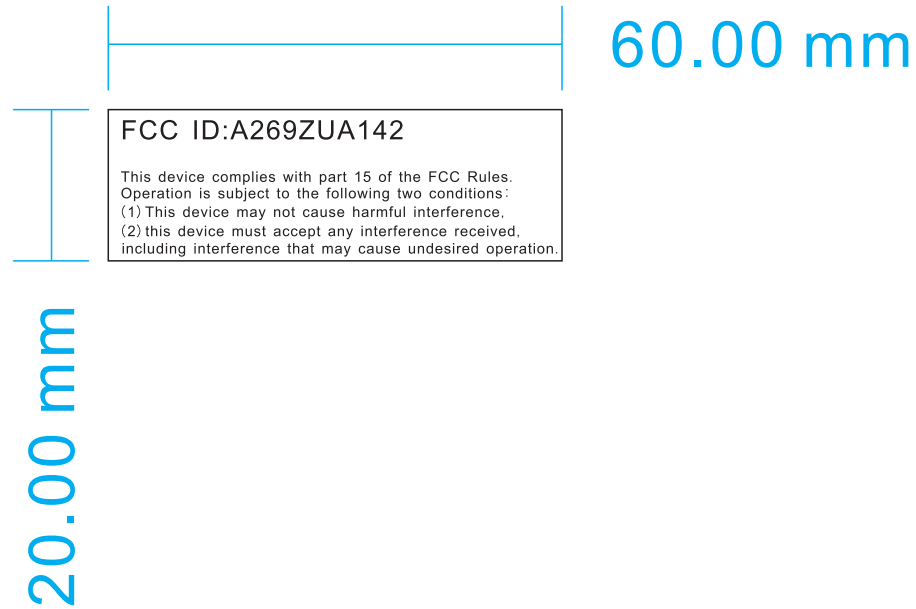 60.00 mm
FCC ID:A269ZUA142
This device complies with part 15 of the FCC Rules.
Operation is subject to the following two conditions:
(1) This device may not cause harmful interference,
(2) this device must accept any interference received,
including interference that may cause undesired operation.
20.00 mm